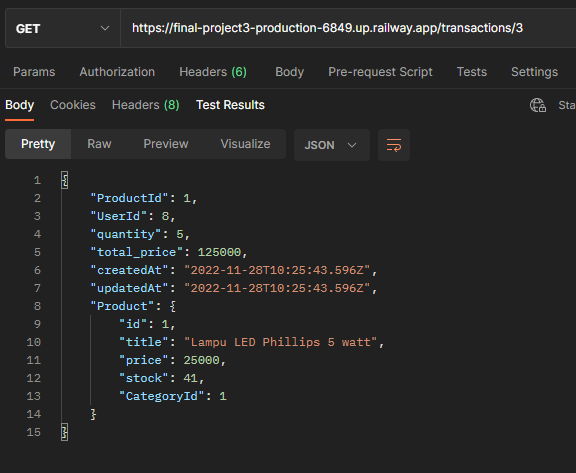 GET https://final-project3-production-6849.up.railway.app/transactions/3
Params Authorization Headers (6) Body Pre-request Script Tests Settings
Body Cookies Headers (8) Test Results Sta
Pretty Raw Preview Visualize JSON
1 {
2 "ProductId": 1,
3 "UserId": 8,
4 "quantity": 5,
5 "total_price": 125000,
6 "createdAt": "2022-11-28T10:25:43.596Z",
7 "updatedAt": "2022-11-28T10:25:43.596Z",
8 "Product": {
9 "id": 1,
10 "title": "Lampu LED Phillips 5 watt",
11 "price": 25000,
12 "stock": 41,
13 "CategoryId": 1
14 }
15 }